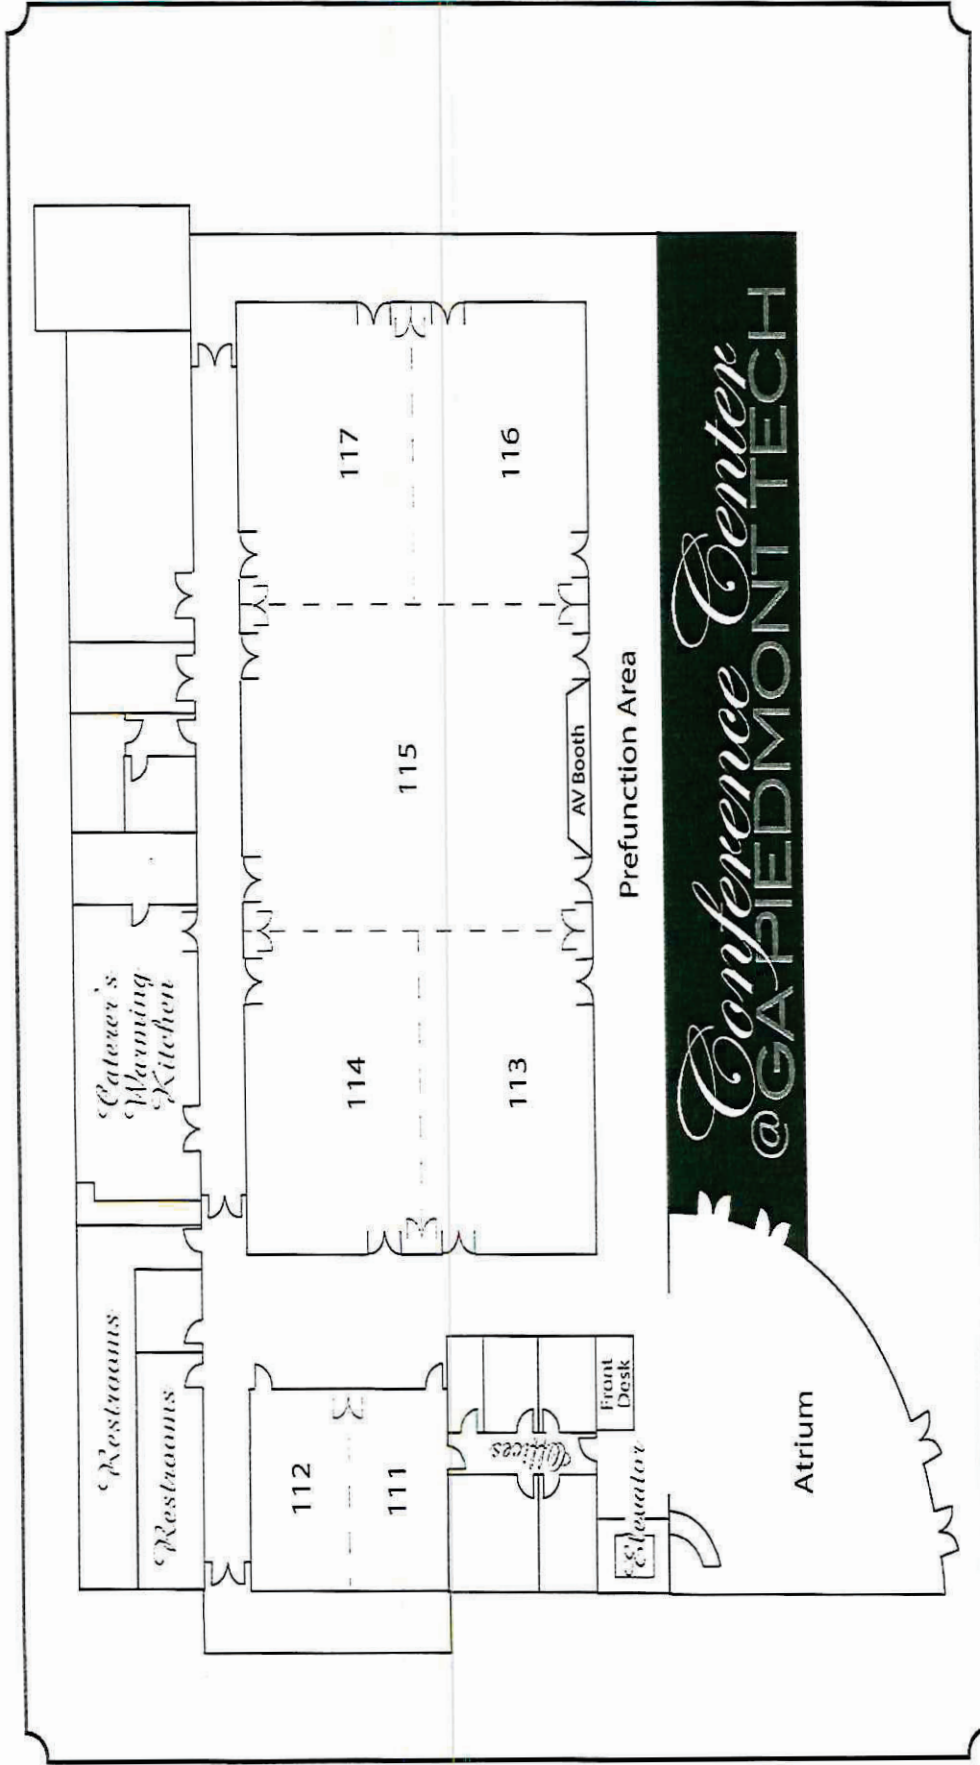 Restrooms
Restrooms
Caterer's
Warming
Kitchen
112
111
114
113
115
117
116
Offices
AV Booth
Front
Desk
Elevator
Prefunction Area
Atrium
Conference Center
@GA PIEDMONT TECH